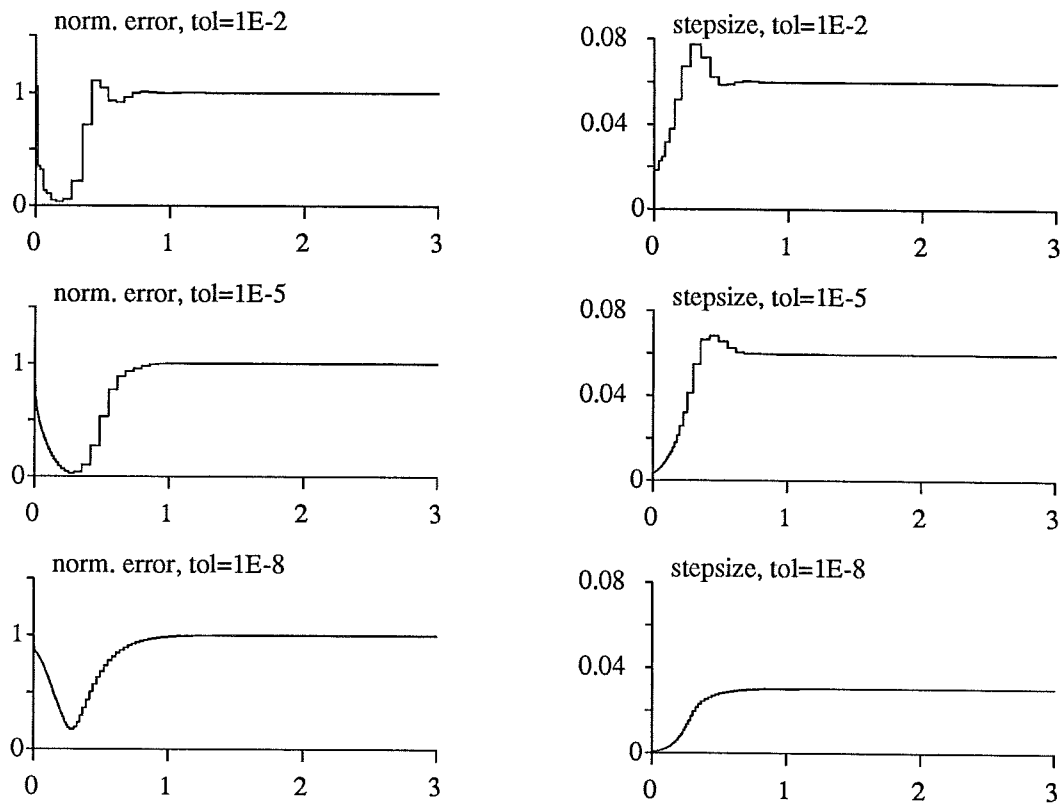 norm. error, tol=1E-2
1
0
0 1 2 3
stepsize, tol=1E-2
0.08
0.04
0
0 1 2 3
norm. error, tol=1E-5
1
0
0 1 2 3
stepsize, tol=1E-5
0.08
0.04
0
0 1 2 3
norm. error, tol=1E-8
1
0
0 1 2 3
stepsize, tol=1E-8
0.08
0.04
0
0 1 2 3